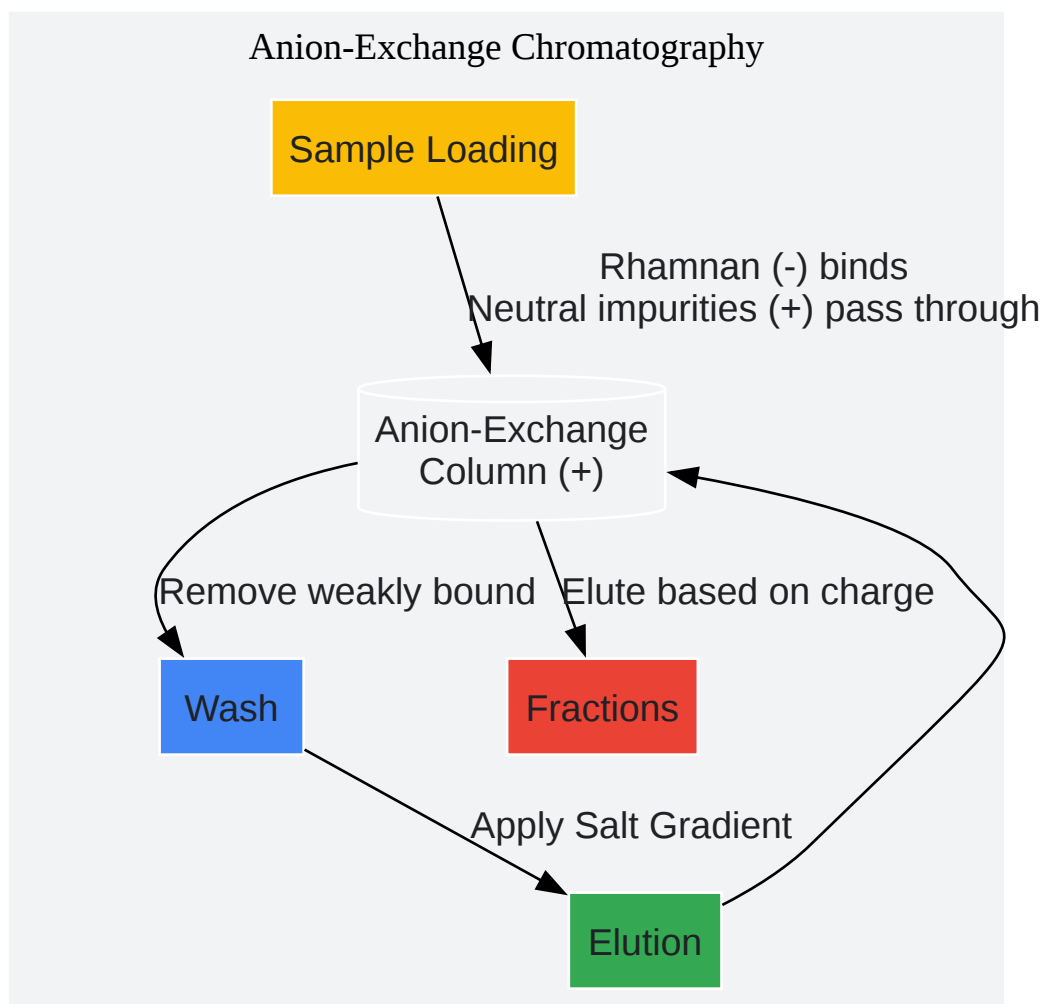 Anion-Exchange Chromatography
Sample Loading
Rhamnan (-) binds
Neutral impurities (+) pass through
Anion-Exchange
Column (+)
Remove weakly bound
Elute based on charge
Wash
Fractions
Apply Salt Gradient
Elution